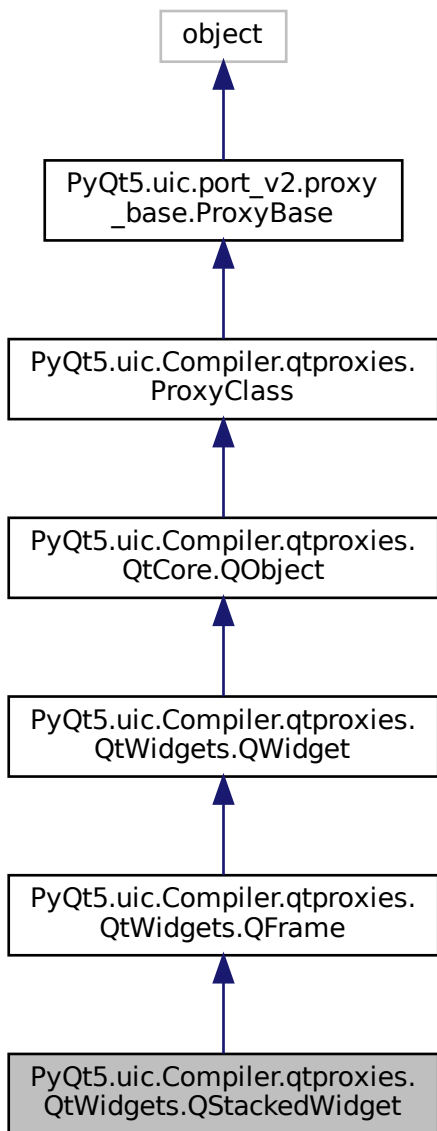 object
PyQt5.uic.port_v2.proxy
_base.ProxyBase
PyQt5.uic.Compiler.qtproxies.
ProxyClass
PyQt5.uic.Compiler.qtproxies.
QtCore.QObject
PyQt5.uic.Compiler.qtproxies.
QtWidgets.QWidget
PyQt5.uic.Compiler.qtproxies.
QtWidgets.QFrame
PyQt5.uic.Compiler.qtproxies.
QtWidgets.QStackedWidget